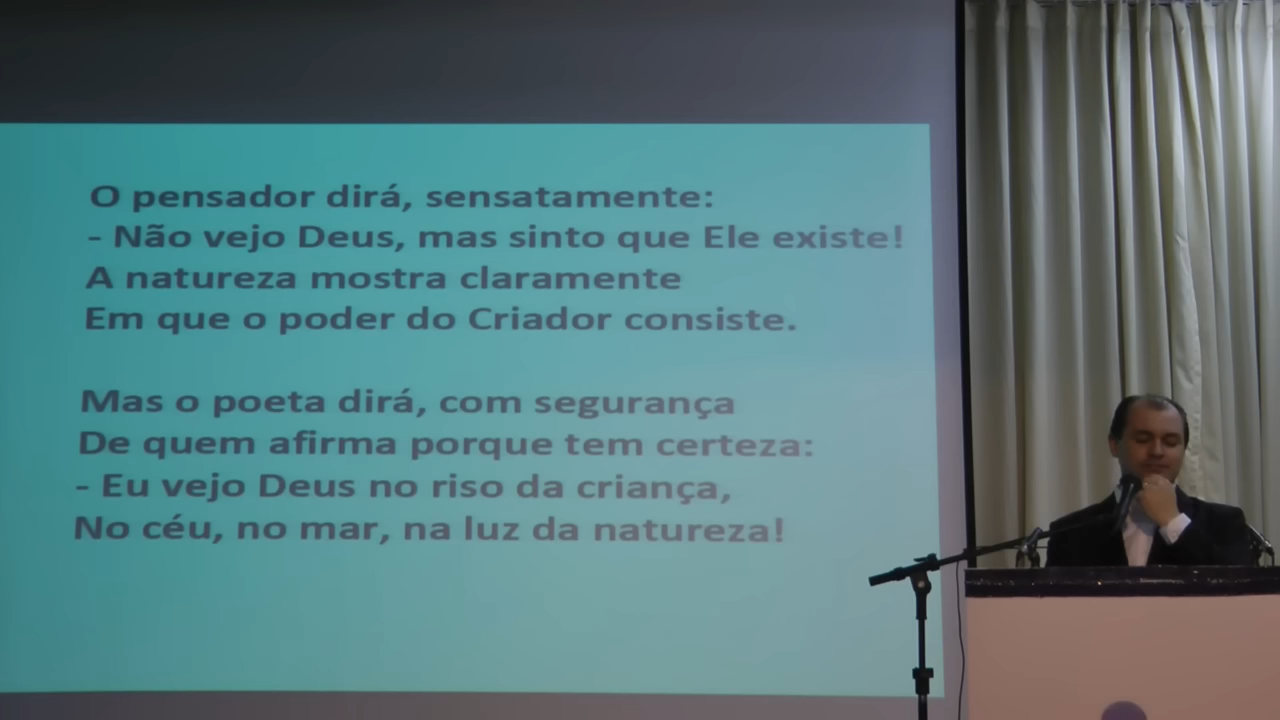 O pensador dirá, sensatamente:
- Não vejo Deus, mas sinto que Ele existe!
A natureza mostra claramente
Em que o poder do Criador consiste.
Mas o poeta dirá, com segurança
De quem afirma porque tem certeza:
- Eu vejo Deus no riso da criança,
No céu, no mar, na luz da natureza!